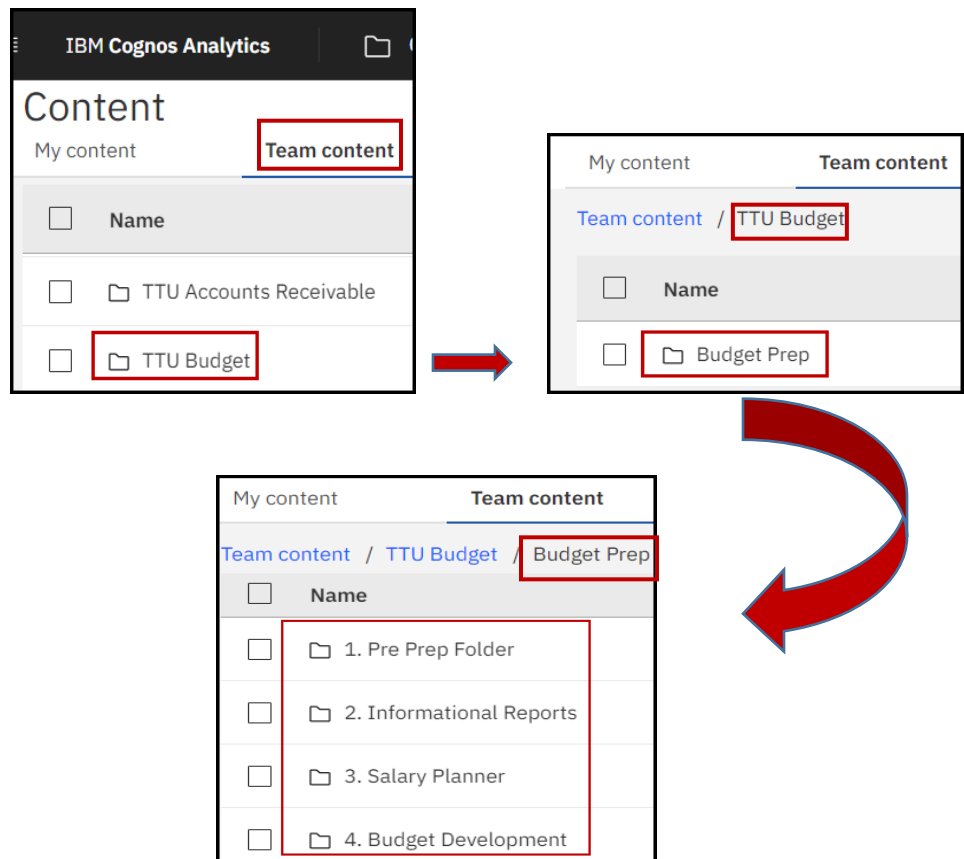 IBM Cognos Analytics
Content
My content Team content
Name
TTU Accounts Receivable
TTU Budget
My content Team content
Team content / TTU Budget
Name
Budget Prep
My content Team content
Team content / TTU Budget / Budget Prep
Name
1. Pre Prep Folder
2. Informational Reports
3. Salary Planner
4. Budget Development